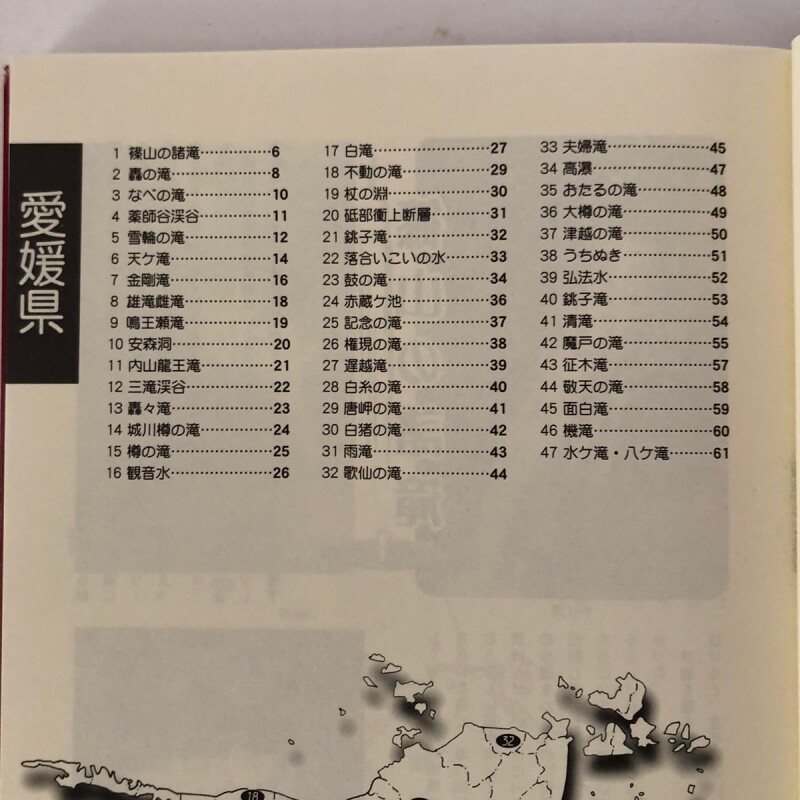 愛媛県
1 篠山の諸滝……………6
2 轟の滝……………8
3 なべの滝……………10
4 薬師谷渓谷……………11
5 雪輪の滝……………12
6 天ケ滝……………14
7 金剛滝……………16
8 雄滝雌滝……………18
9 鳴王瀬滝……………19
10 安森洞……………20
11 内山龍王滝……………21
12 三滝渓谷……………22
13 轟々滝……………23
14 城川樽の滝……………24
15 樽の滝……………25
16 観音水……………26
17 白滝……………27
18 不動の滝……………29
19 杖の淵……………30
20 砥部衝上断層……………31
21 銚子滝……………32
22 落合いこいの水………33
23 鼓の滝……………34
24 赤蔵ケ池……………36
25 記念の滝……………37
26 権現の滝……………38
27 遅越滝……………39
28 白糸の滝……………40
29 唐岬の滝……………41
30 白猪の滝……………42
31 雨滝……………43
32 歌仙の滝……………44
33 夫婦滝……………45
34 高瀑……………47
35 おたるの滝……………48
36 大樽の滝……………49
37 津越の滝……………50
38 うちぬき……………51
39 弘法水……………52
40 銚子滝……………53
41 清滝……………54
42 魔戸の滝……………55
43 征木滝……………57
44 敬天の滝……………58
45 面白滝……………59
46 機滝……………60
47 水ケ滝・八ケ滝………61
32
18